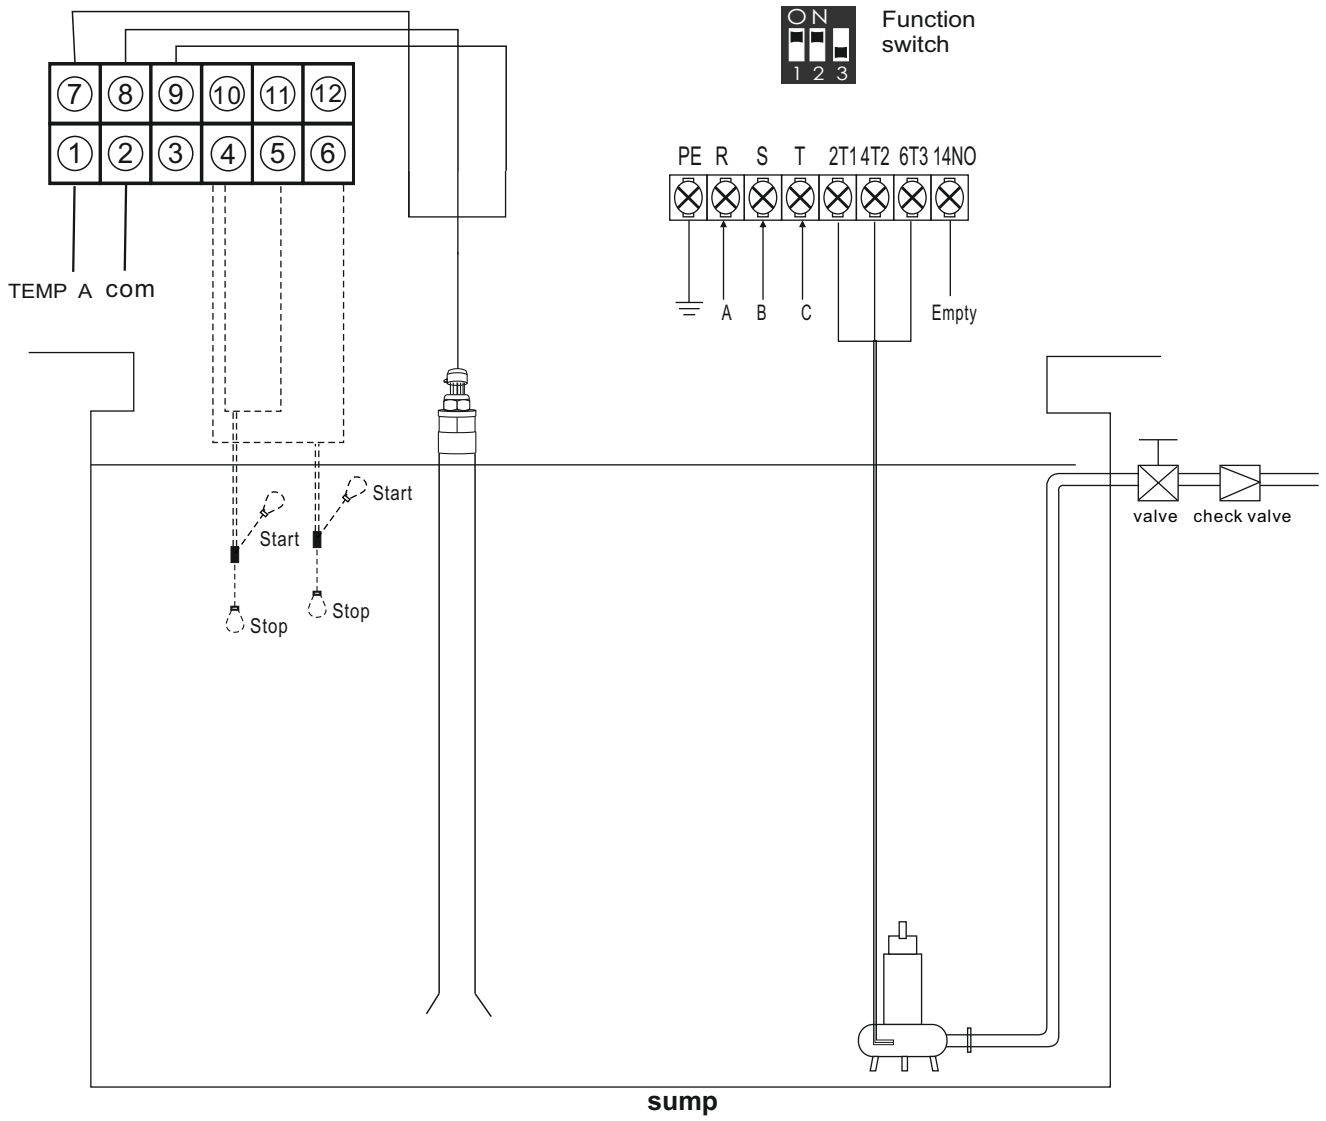 ON
1 2 3
Function
switch
7 8 9 10 11 12
1 2 3 4 5 6
PE R S T 2T1 4T2 6T3 14NO
TEMP A com
A B C Empty
Start
Start
Stop
Stop
valve check valve
sump